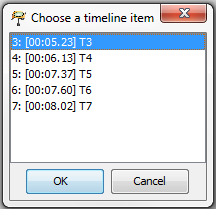 Choose a timeline item
3: [00:05.23] T3
4: [00:06.13] T4
5: [00:07.37] T5
6: [00:07.60] T6
7: [00:08.02] T7
OK
Cancel